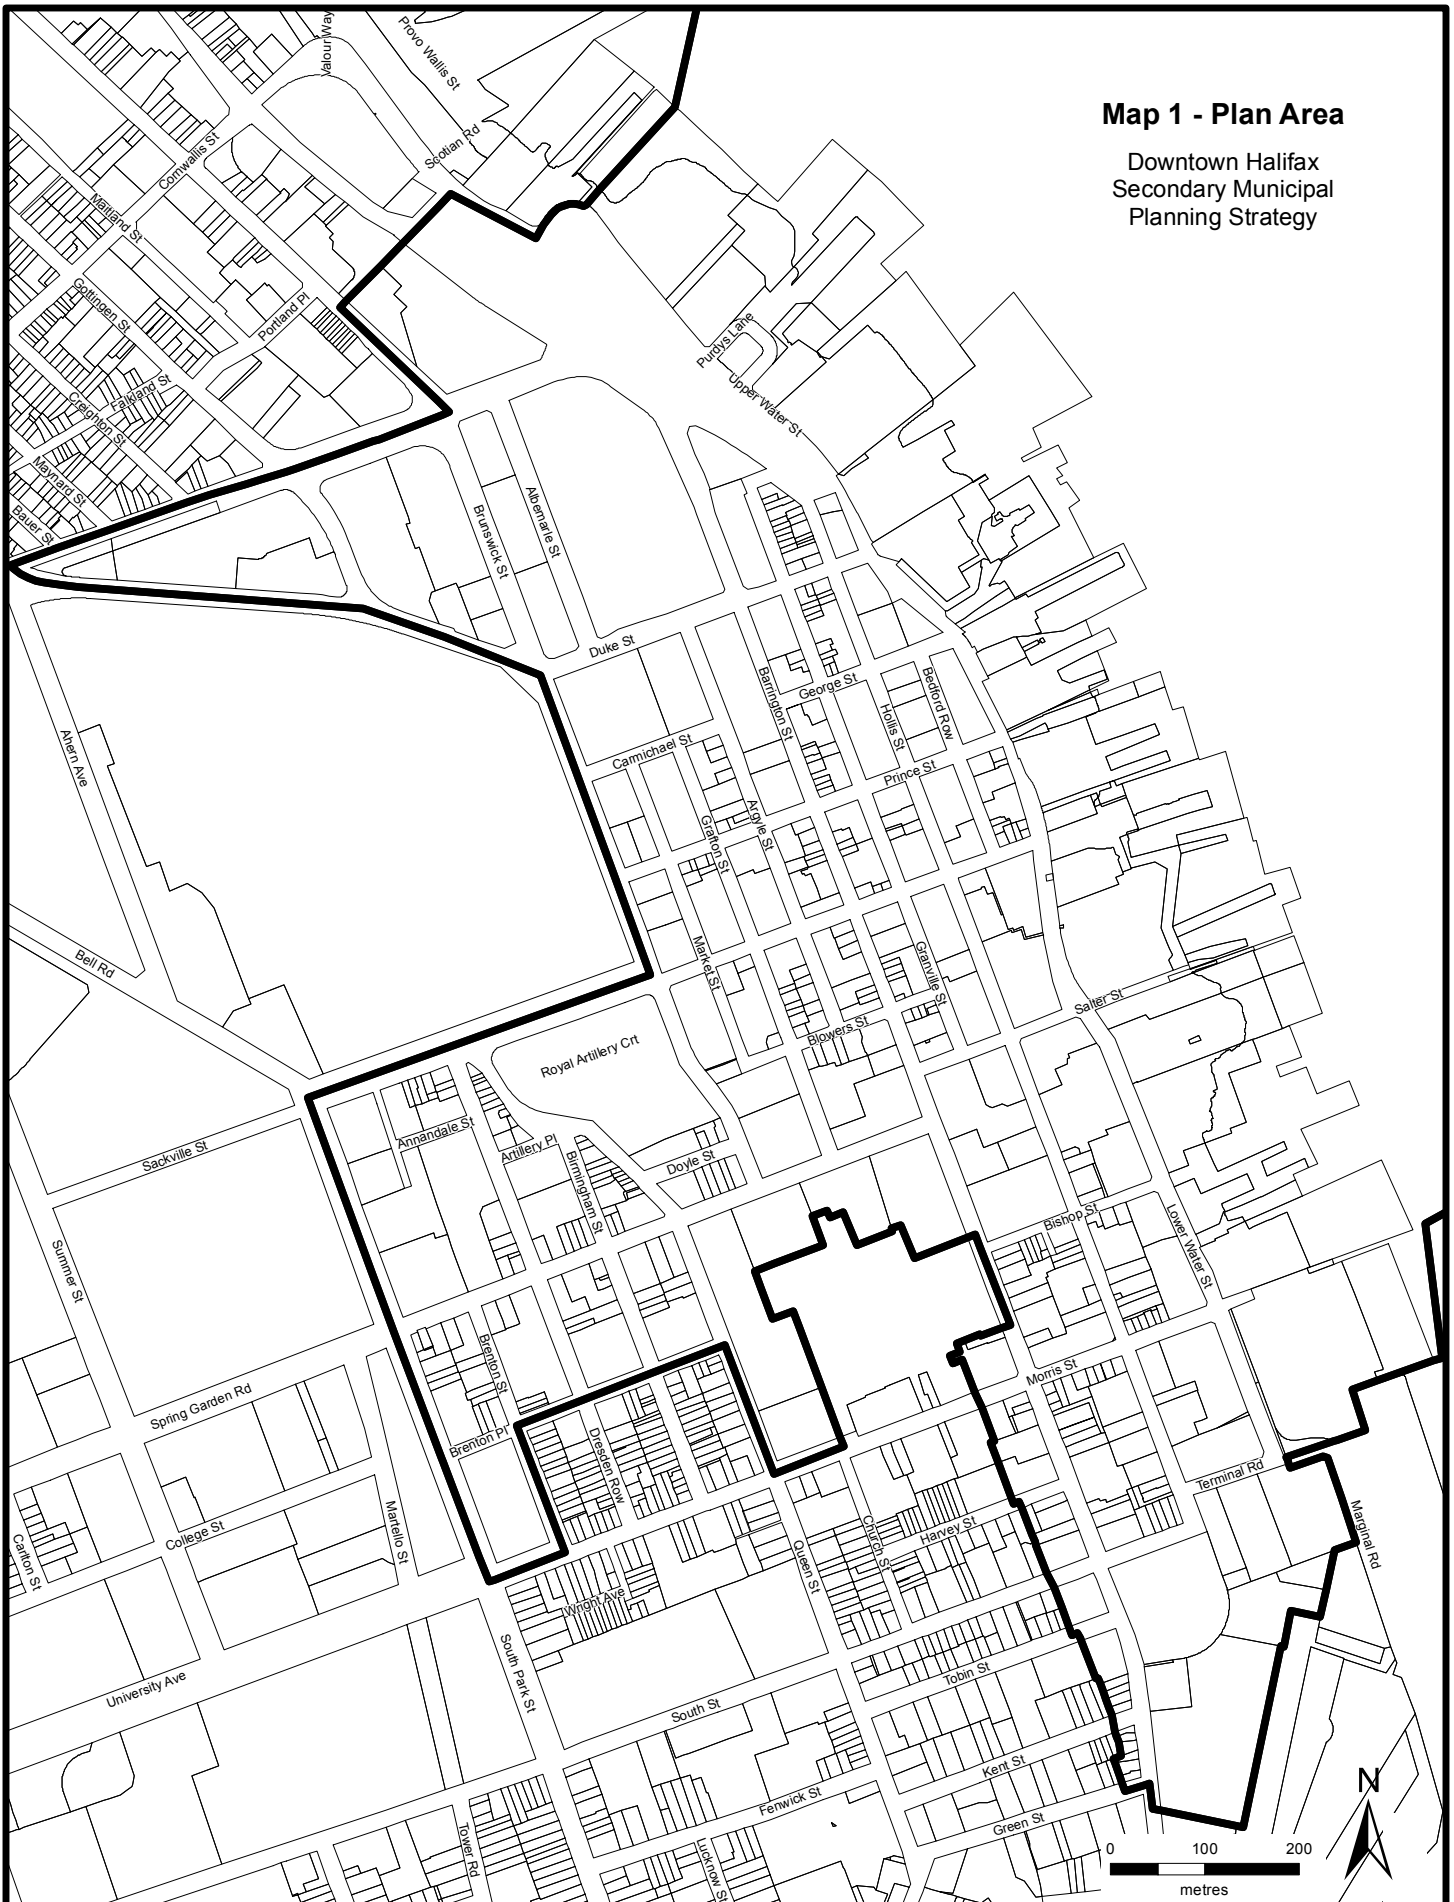 Map 1 - Plan Area
Downtown Halifax
Secondary Municipal
Planning Strategy
Valour Way
Provo Wallis St
Scotian Rd
Cornwallis St
Maitland St
Gottingen St
Portland Pl
Falkland St
Creighton St
Maynard St
Bauer St
Purdys Lane
Upper Water St
Brunswick St
Albemarle St
Duke St
Barrington St
George St
Bedford Row
Hollis St
Carmichael St
Prince St
Ahern Ave
Argyle St
Grafton St
Bell Rd
Market St
Granville St
Salter St
Blowers St
Royal Artillery Crt
Annandale St
Artillery Pl
Sackville St
Birmingham St
Doyle St
Bishop St
Lower Water St
Summer St
Brenton St
Morris St
Spring Garden Rd
Brenton Pl
Dresden Row
Terminal Rd
Martello St
College St
Carlton St
Church St
Harvey St
Queen St
Marginal Rd
Wright Ave
South Park St
University Ave
Tobin St
South St
Kent St
Fenwick St
Green St
Tower Rd
Lucknow St
N
0 100 200
metres